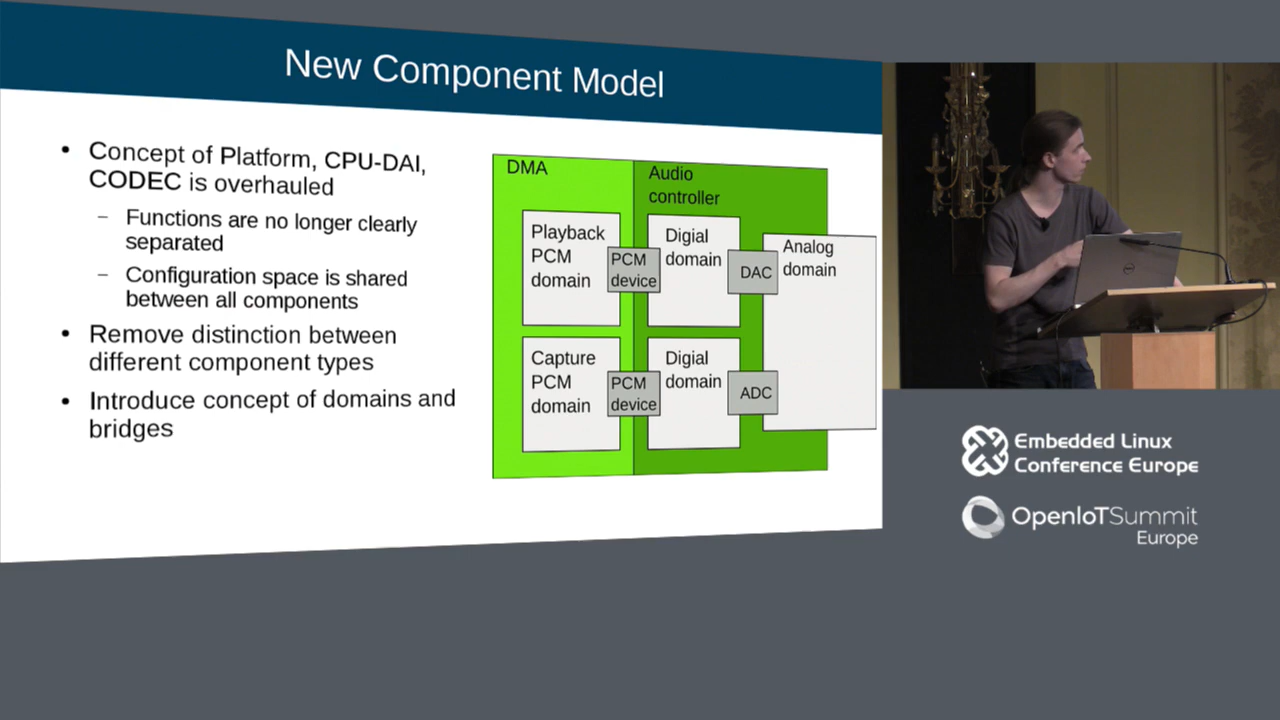 New Component Model
Concept of Platform, CPU-DAI,
CODEC is overhauled
Functions are no longer clearly
separated
Configuration space is shared
between all components
Remove distinction between
different component types
Introduce concept of domains and
bridges
DMA
Audio
controller
Playback
PCM
domain
PCM
device
Digial
domain
DAC
Analog
domain
Capture
PCM
domain
PCM
device
Digial
domain
ADC
Embedded Linux
Conference Europe
OpenIoTSummit
Europe